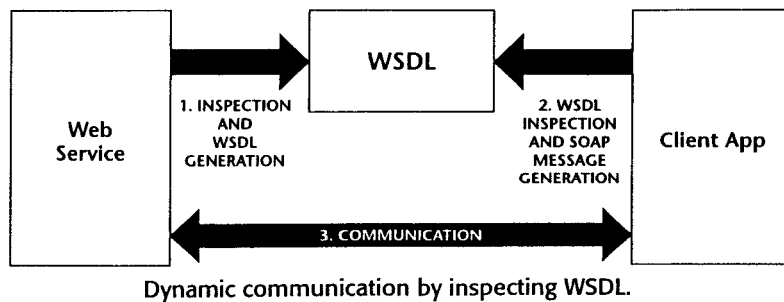 WSDL
Web
Service
1. INSPECTION
AND
WSDL
GENERATION
2. WSDL
INSPECTION
AND SOAP
MESSAGE
GENERATION
Client App
3. COMMUNICATION
Dynamic communication by inspecting WSDL.